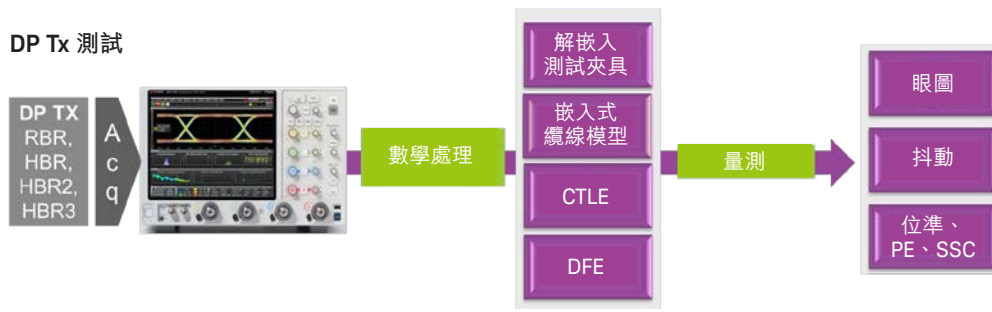 DP Tx 測試
DP TX
RBR,
HBR,
HBR2,
HBR3
A
c
q
數學處理
解嵌入
測試夾具
嵌入式
纜線模型
CTLE
DFE
量測
眼圖
抖動
位準、
PE、SSC